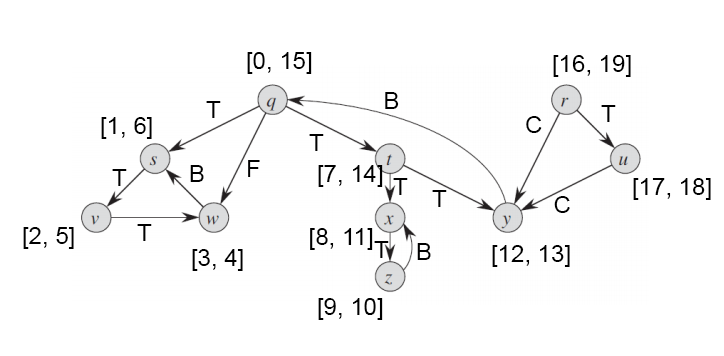 [0, 15]
[16, 19]
q
B
r
T
T
[1, 6]
C
T
s
B
F
[7, 14]
t
u
T
T
T
C
[17, 18]
v
T
w
x
y
[2, 5]
[3, 4]
[8, 11]
T
B
[12, 13]
z
[9, 10]